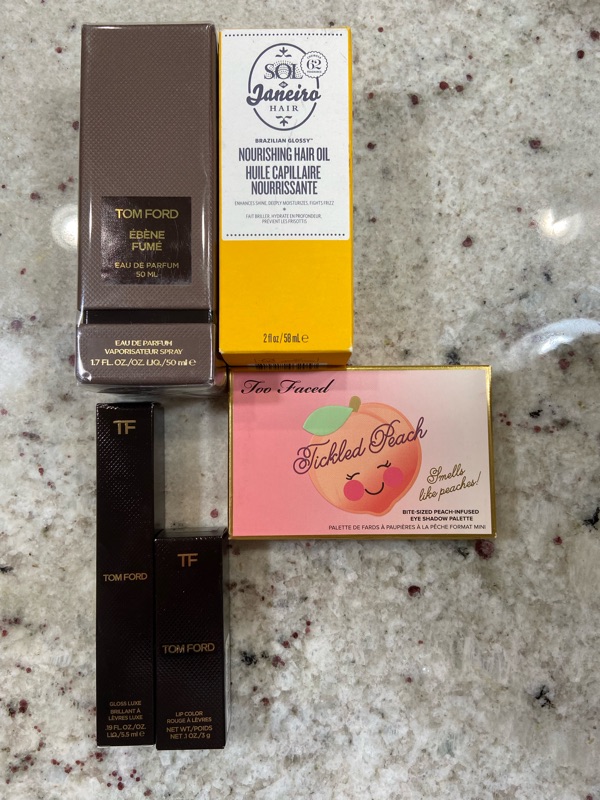 TOM FORD
ÉBÈNE
FUMÉ
EAU DE PARFUM
50 ML
EAU DE PARFUM
VAPORISATEUR SPRAY
1.7 FL. OZ./OZ. LIQ./50 ml ℮
SOL
de
Janeiro
HAIR
62
BRAZILIAN GLOSSY™
NOURISHING HAIR OIL
HUILE CAPILLAIRE
NOURRISSANTE
ENHANCES SHINE, DEEPLY MOISTURIZES, FIGHTS FRIZZ
FAIT BRILLER, HYDRATE EN PROFONDEUR,
PRÉVIENT LES FRISOTTIS
2 fl oz / 58 mL ℮
Too Faced
Tickled Peach
Smells
like peaches!
BITE-SIZED PEACH-INFUSED
EYE SHADOW PALETTE
PALETTE DE FARDS À PAUPIÈRES À LA PÊCHE FORMAT MINI
TF
TOM FORD
GLOSS LUXE
BRILLANT À
LÈVRES LUXE
.19 FL.OZ./OZ.
LIQ./5.5 ml ℮
TF
TOM FORD
LIP COLOR
ROUGE À LÈVRES
NET WT./POIDS
NET .1 OZ./3 g